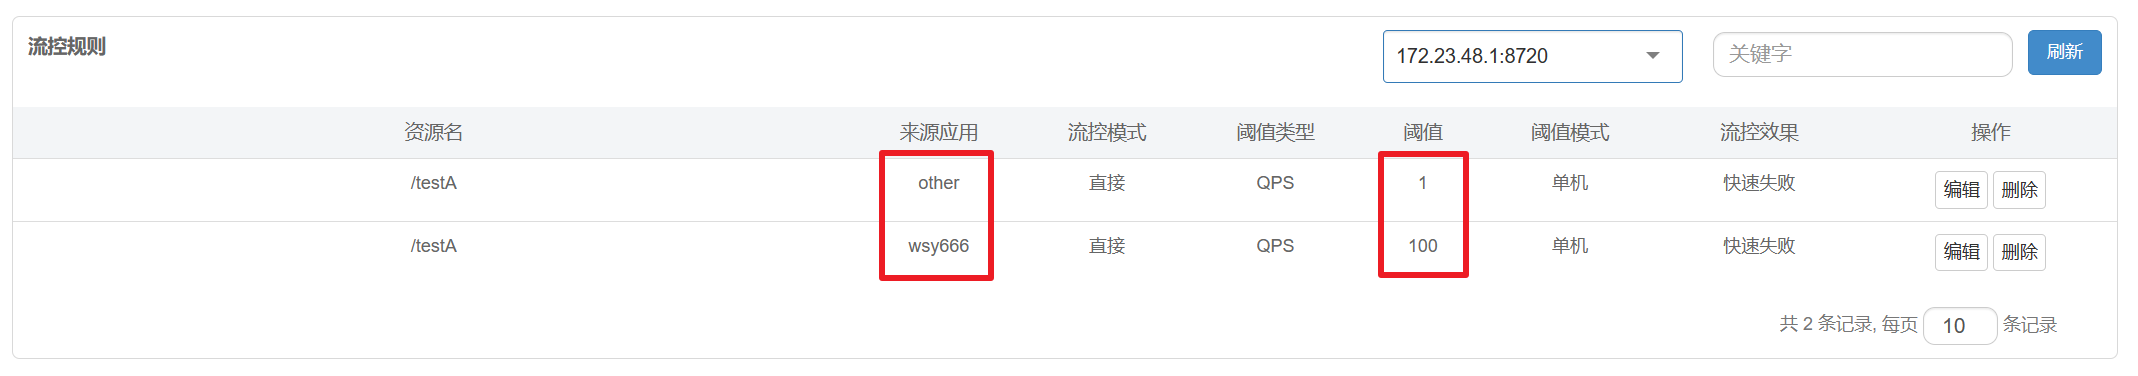 流控规则
172.23.48.1:8720
关键字
刷新
资源名 来源应用 流控模式 阈值类型 阈值 阈值模式 流控效果 操作
/testA other 直接 QPS 1 单机 快速失败 编辑 删除
/testA wsy666 直接 QPS 100 单机 快速失败 编辑 删除
共 2 条记录, 每页 10 条记录